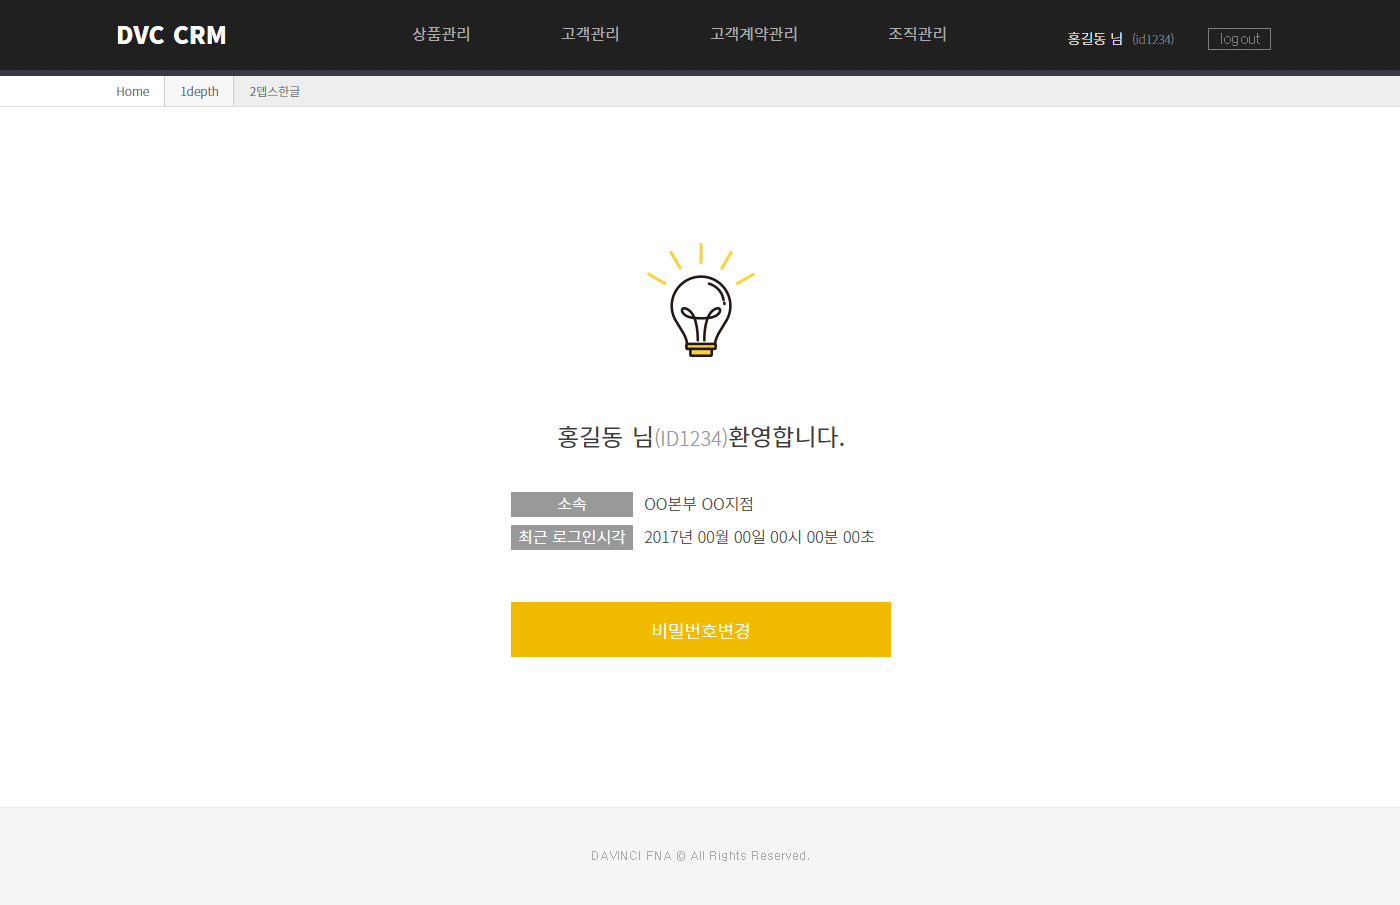 DVC CRM
상품관리
고객관리
고객계약관리
조직관리
홍길동 님 (id1234)
logout
Home
1depth
2뎁스한글
홍길동 님(ID1234)환영합니다.
소속 OO본부 OO지점
최근 로그인시각 2017년 00월 00일 00시 00분 00초
비밀번호변경
DAVINCI FNA © All Rights Reserved.